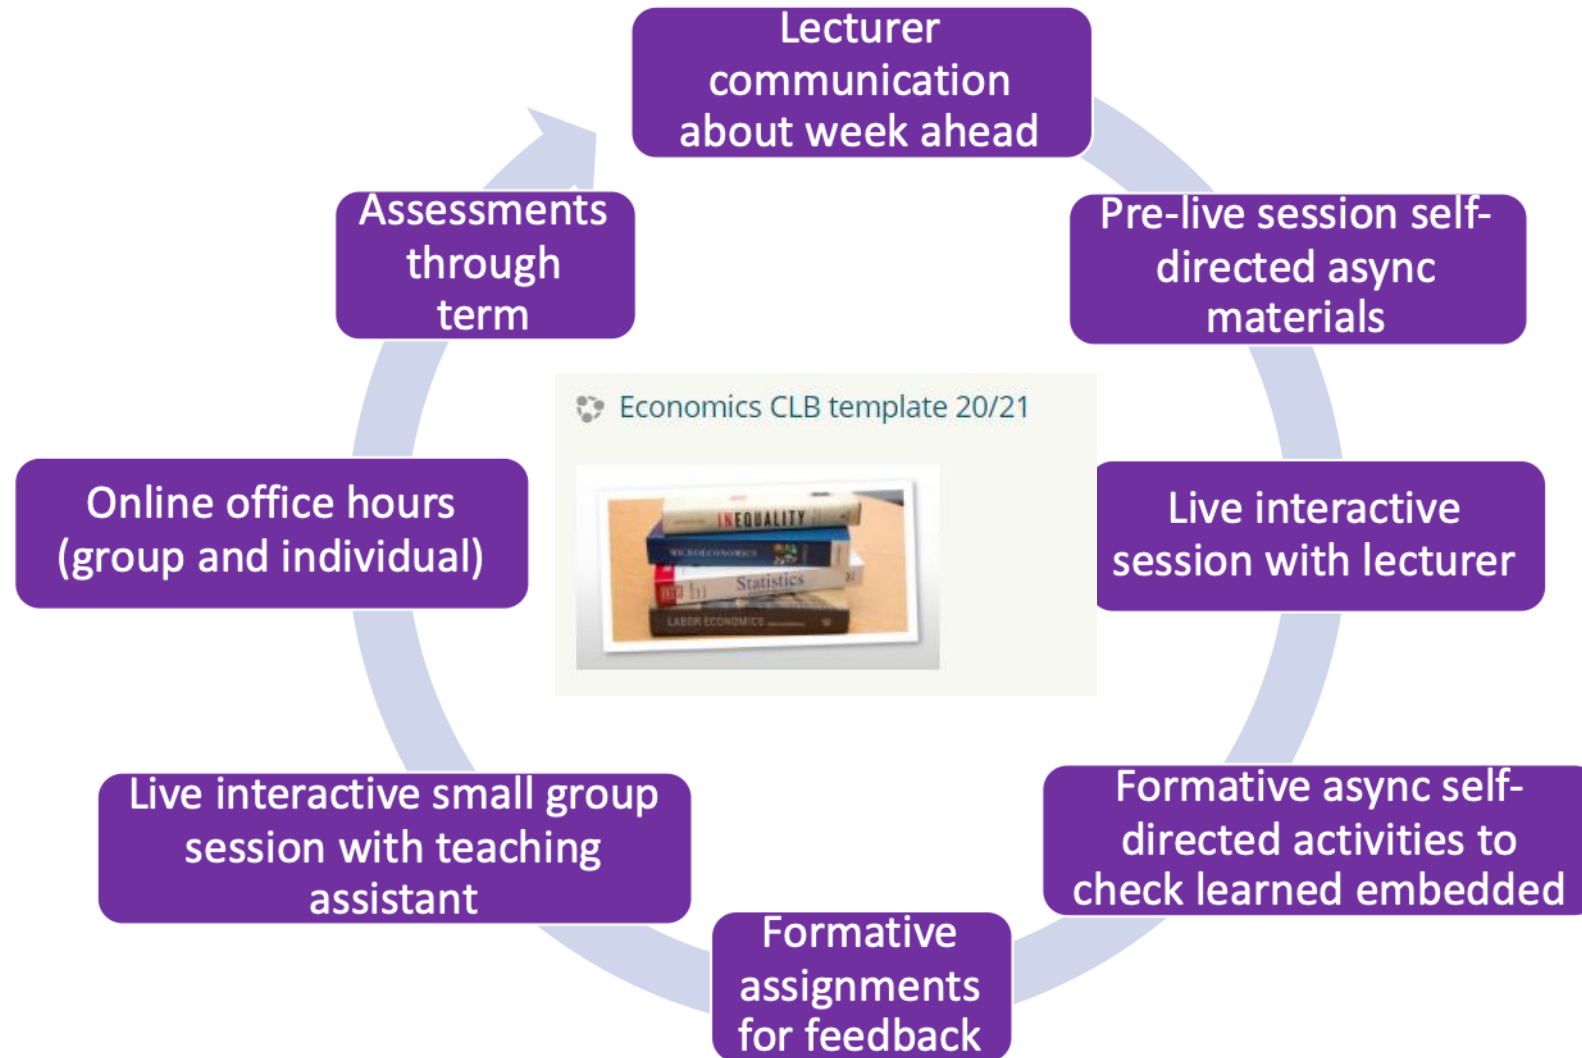 Lecturer
communication
about week ahead
Pre-live session self-
directed async
materials
Live interactive
session with lecturer
Formative async self-
directed activities to
check learned embedded
Formative
assignments
for feedback
Live interactive small group
session with teaching
assistant
Online office hours
(group and individual)
Assessments
through
term
Economics CLB template 20/21
INEQUALITY
MICROECONOMICS
Statistics
LABOR ECONOMICS